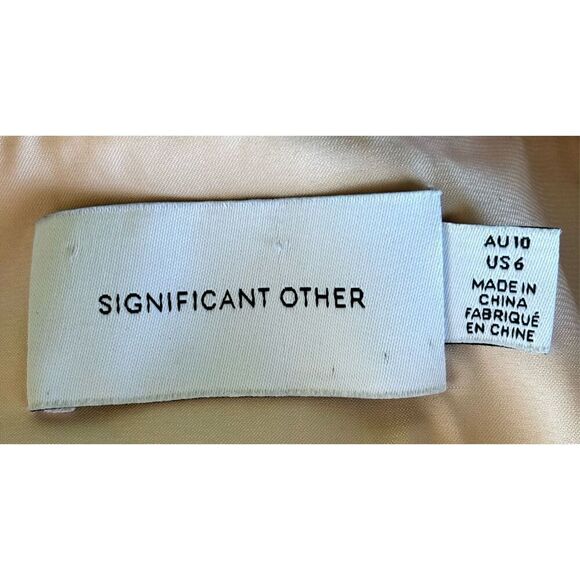 SIGNIFICANT OTHER
AU 10
US 6
MADE IN
CHINA
FABRIQUÉ
EN CHINE